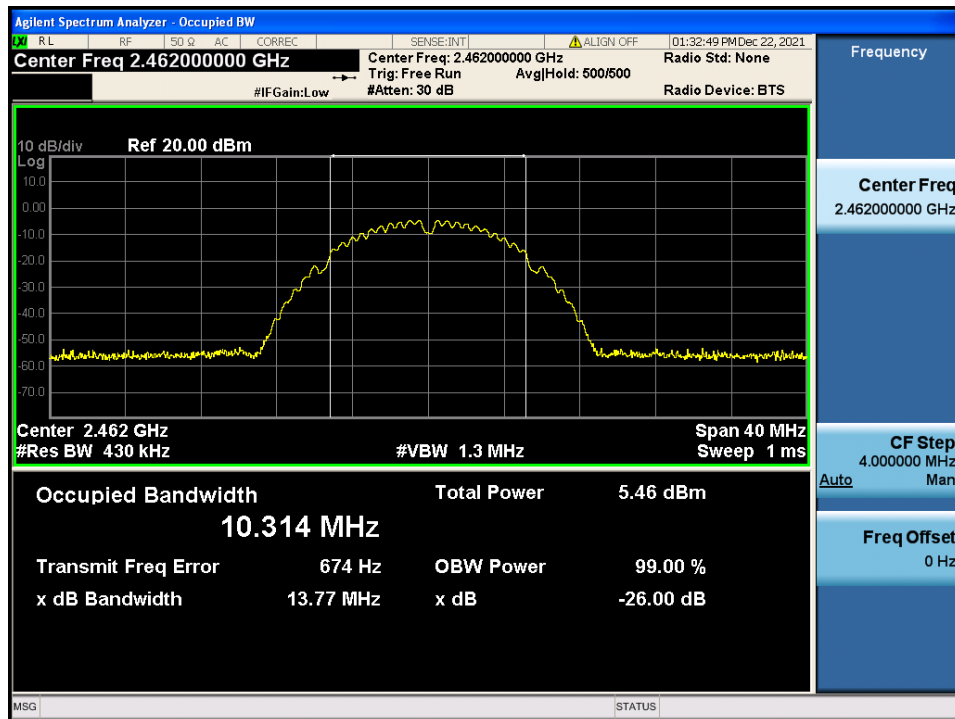 Agilent Spectrum Analyzer - Occupied BW
LXI RL RF 50 Ω AC CORREC SENSE:INT ALIGN OFF 01:32:49 PM Dec 22, 2021
Center Freq 2.462000000 GHz
Center Freq: 2.462000000 GHz
Radio Std: None
Trig: Free Run Avg|Hold: 500/500
#IFGain:Low
#Atten: 30 dB
Radio Device: BTS
Frequency
10 dB/div Ref 20.00 dBm
Log
10.0
0.00
-10.0
-20.0
-30.0
-40.0
-50.0
-60.0
-70.0
Center 2.462 GHz Span 40 MHz
#Res BW 430 kHz #VBW 1.3 MHz Sweep 1 ms
Occupied Bandwidth Total Power 5.46 dBm
10.314 MHz
Transmit Freq Error 674 Hz OBW Power 99.00 %
x dB Bandwidth 13.77 MHz x dB -26.00 dB
Center Freq
2.462000000 GHz
CF Step
4.000000 MHz
Auto Man
Freq Offset
0 Hz
MSG STATUS